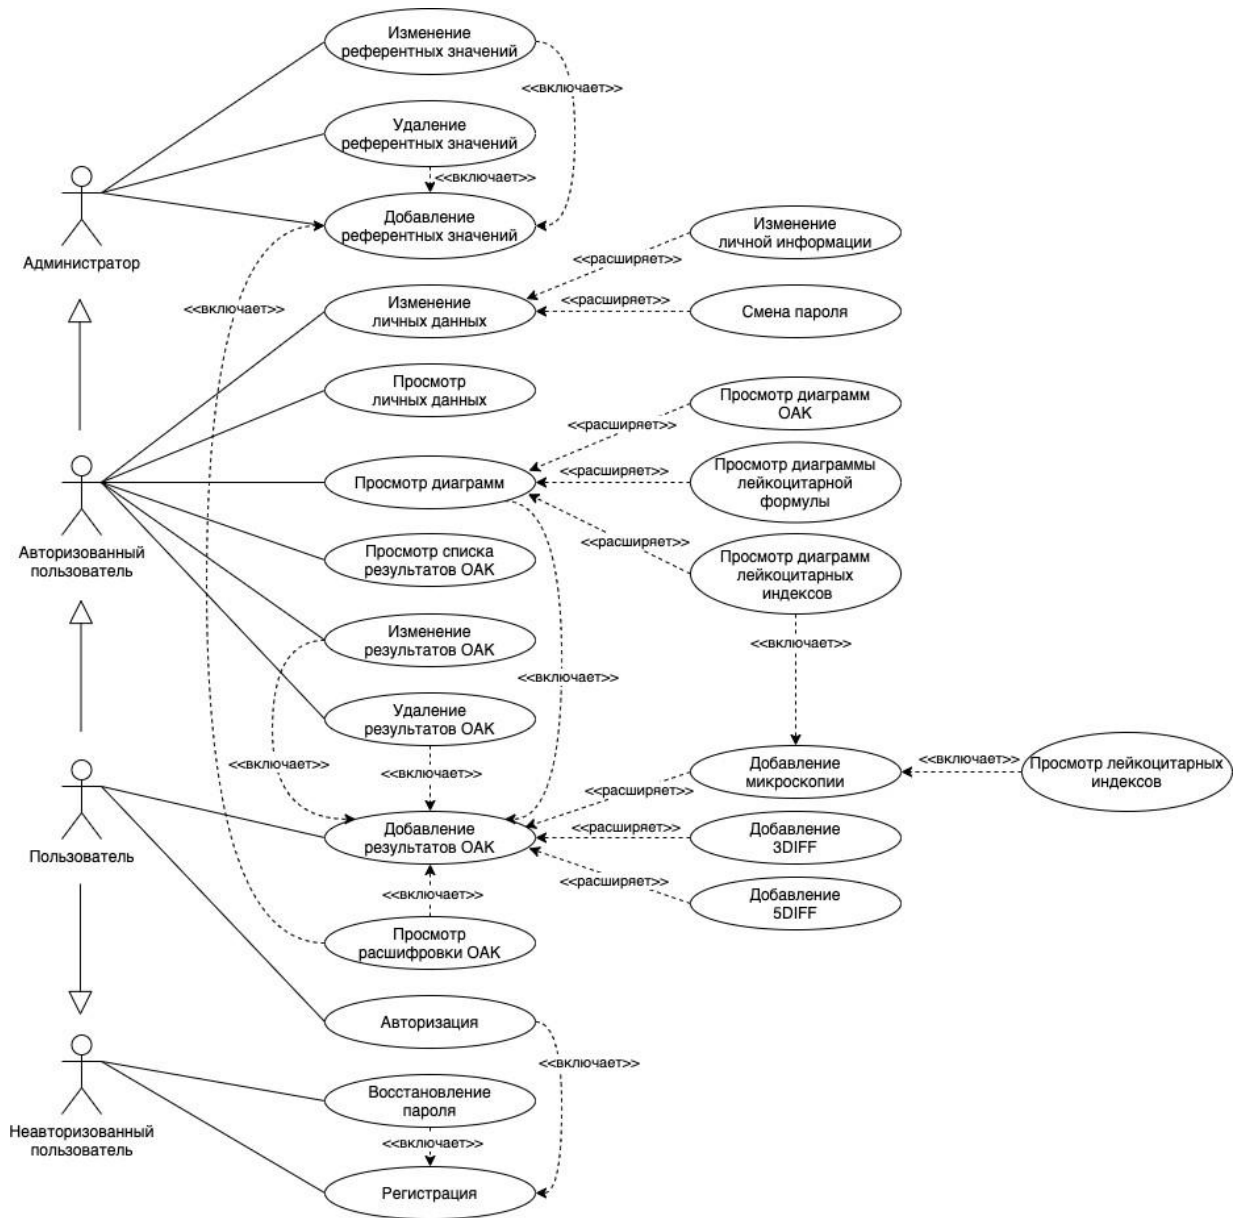 Изменение
референтных значений
<<включает>>
Удаление
референтных значений
<<включает>>
Добавление
референтных значений
Администратор
Изменение
личной информации
<<расширяет>>
<<включает>>
Изменение
личных данных
<<расширяет>>
Смена пароля
Просмотр
личных данных
Просмотр диаграмм
ОАК
<<расширяет>>
Просмотр диаграмм
<<расширяет>>
Просмотр диаграммы
лейкоцитарной
формулы
Авторизованный
пользователь
Просмотр списка
результатов ОАК
<<расширяет>>
Просмотр диаграмм
лейкоцитарных
индексов
Изменение
результатов ОАК
<<включает>>
<<включает>>
Удаление
результатов ОАК
<<включает>>
<<включает>>
Добавление
микроскопии
<<включает>>
Просмотр лейкоцитарных
индексов
<<расширяет>>
Пользователь
Добавление
результатов ОАК
<<расширяет>>
Добавление
3DIFF
<<расширяет>>
Добавление
5DIFF
<<включает>>
Просмотр
расшифровки ОАК
Авторизация
<<включает>>
Неавторизованный
пользователь
Восстановление
пароля
<<включает>>
Регистрация